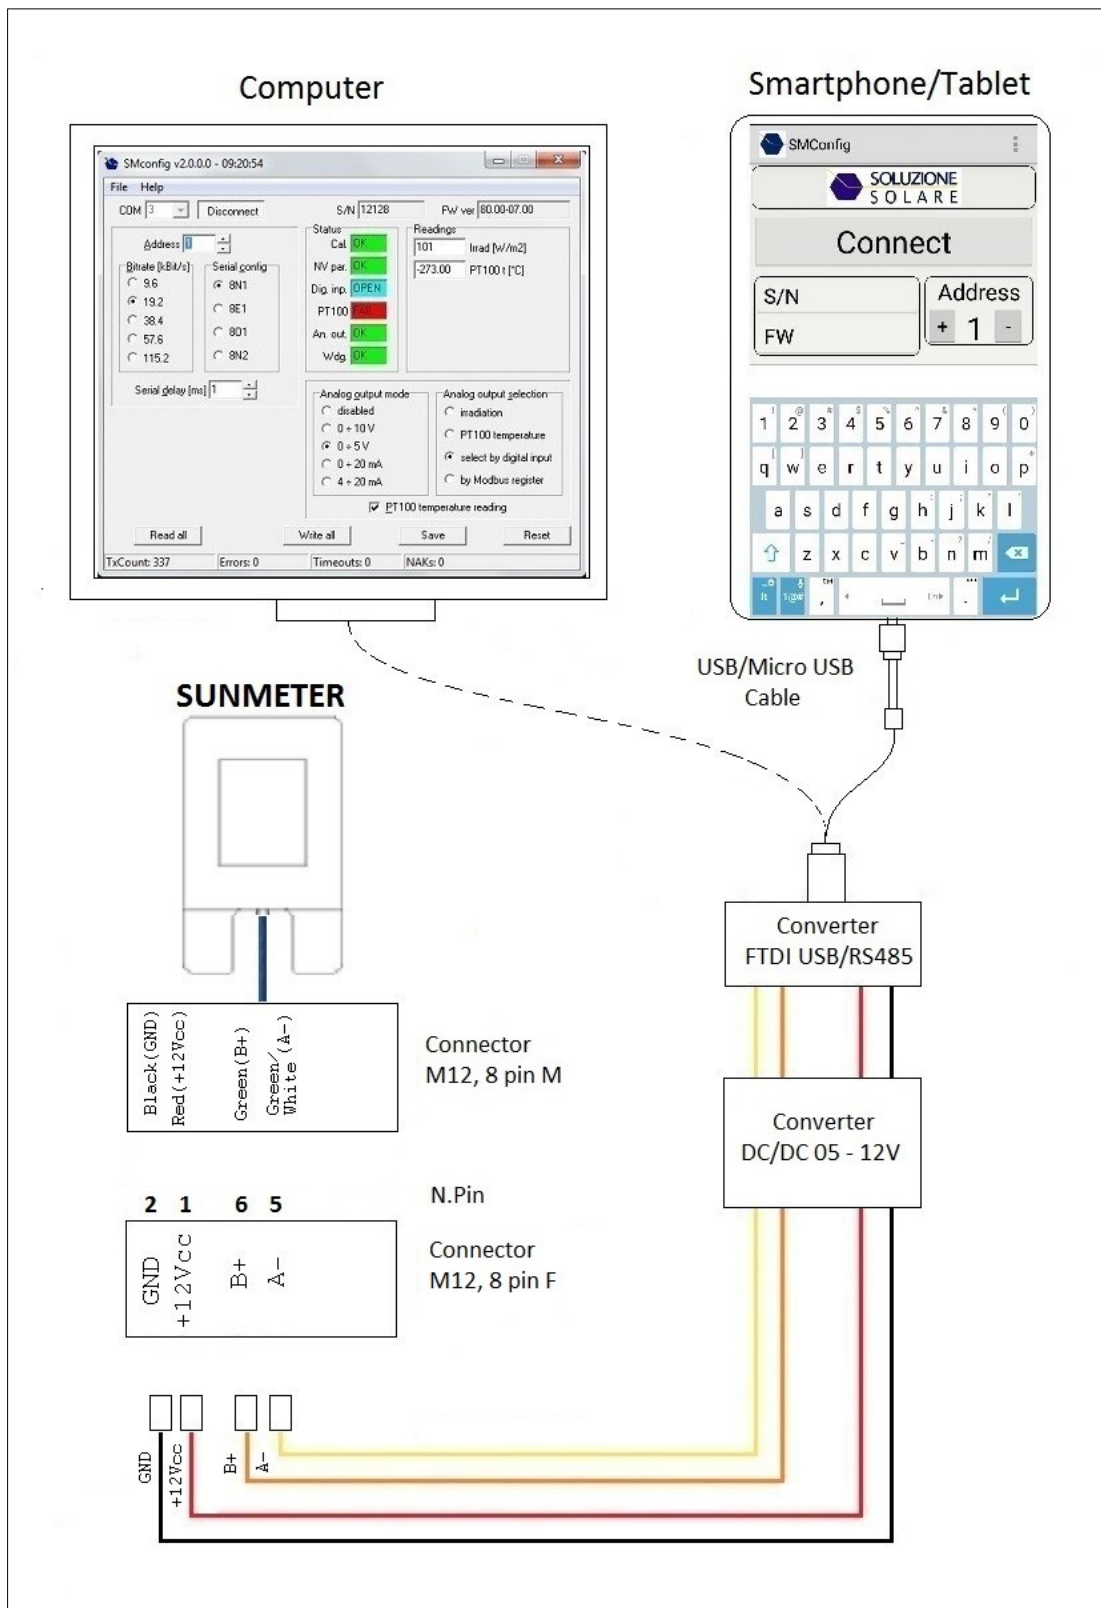 Computer
Smartphone/Tablet
SMconfig v2.0.0.0 - 09:20:54
File Help
COM 3 Disconnect S/N 12128 FW ver 80.00-07.00
Address 1
Bitrate [kBit/s]
9.6
19.2
38.4
57.6
115.2
Serial config
8N1
8E1
8O1
8N2
Serial delay [ms] 1
Status
Cal. OK
NV par. OK
Dig. inp. OPEN
PT100 FAIL
An. out. OK
Wdg. OK
Readings
101 Irrad [W/m2]
-273.00 PT100 t [°C]
Analog output mode
disabled
0 ÷ 10 V
0 ÷ 5 V
0 ÷ 20 mA
4 ÷ 20 mA
Analog output selection
irradiation
PT100 temperature
select by digital input
by Modbus register
PT100 temperature reading
Read all Write all Save Reset
TxCount: 337 Errors: 0 Timeouts: 0 NAKs: 0
SMConfig
SOLUZIONE
SOLARE
Connect
S/N
FW
Address
+ 1 -
1 2 3 4 5 6 7 8 9 0
q w e r t y u i o p
a s d f g h j k l
z x c v b n m
1@# , .
USB/Micro USB
Cable
SUNMETER
Converter
FTDI USB/RS485
Black(GND)
Red(+12Vcc)
Green(B+)
Green/
White(A-)
Connector
M12, 8 pin M
Converter
DC/DC 05 - 12V
2 1 6 5
N.Pin
GND
+12Vcc
B+
A-
Connector
M12, 8 pin F
GND
+12Vcc
B+
A-